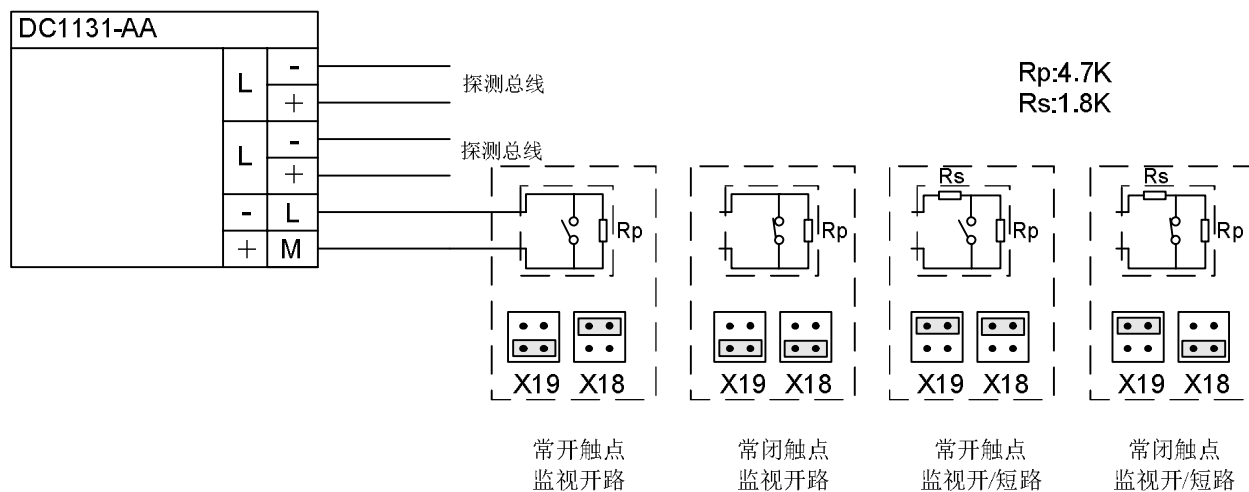 DC1131-AA
L - 探测总线
+
L - 探测总线
+
- L
+ M
Rp:4.7K
Rs:1.8K
Rp
Rp
Rs
Rp
Rs
Rp
X19 X18
X19 X18
X19 X18
X19 X18
常开触点
监视开路
常闭触点
监视开路
常开触点
监视开/短路
常闭触点
监视开/短路